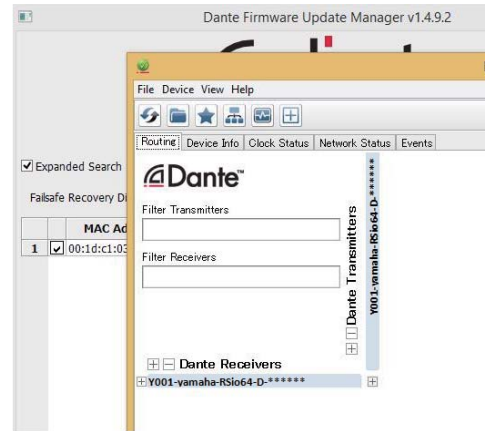 Dante Firmware Update Manager v1.4.9.2
File Device View Help
Routing Device Info Clock Status Network Status Events
Dante™
Filter Transmitters
Filter Receivers
Dante Transmitters
Y001-yamaha-RSio64-D-******
Dante Receivers
Y001-yamaha-RSio64-D-******
Expanded Search
Failsafe Recovery Di
MAC Ad
1 00:1d:c1:03